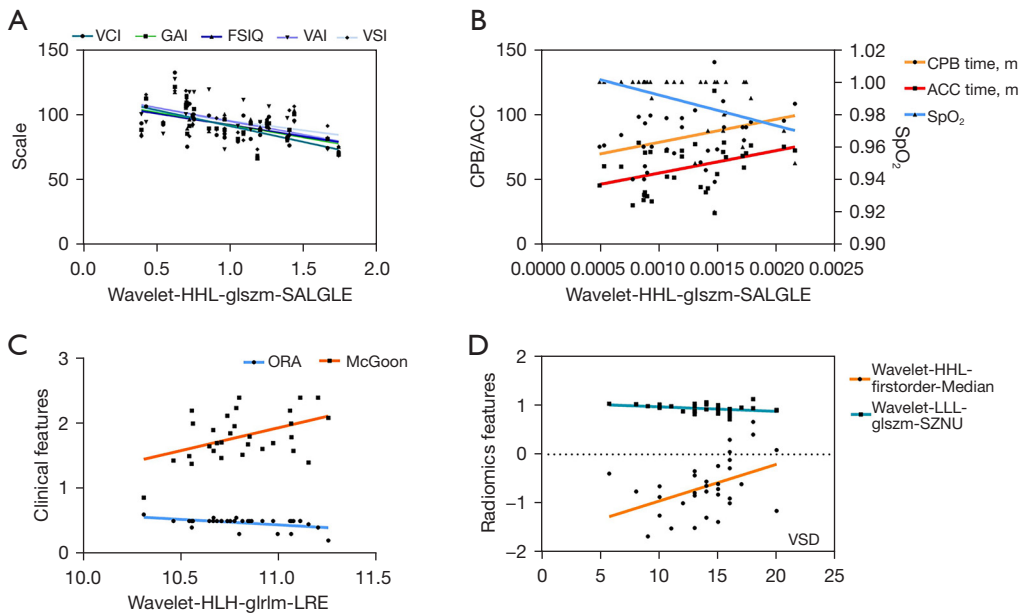 A
VCI GAI FSIQ VAI VSI
150
100
50
0
Scale
0.0 0.5 1.0 1.5 2.0
Wavelet-HHL-glszm-SALGLE
B
150
100
50
0
CPB/ACC
1.02
1.00
0.98
0.96
0.94
0.92
0.90
SpO₂
0.0000 0.0005 0.0010 0.0015 0.0020 0.0025
Wavelet-HHL-glszm-SALGLE
CPB time, m
ACC time, m
SpO₂
C
ORA McGoon
3
2
1
0
Clinical features
10.0 10.5 11.0 11.5
Wavelet-HLH-glrlm-LRE
D
2
1
0
−1
−2
Radiomics features
VSD
0 5 10 15 20 25
Wavelet-HHL-
firstorder-Median
Wavelet-LLL-
glszm-SZNU